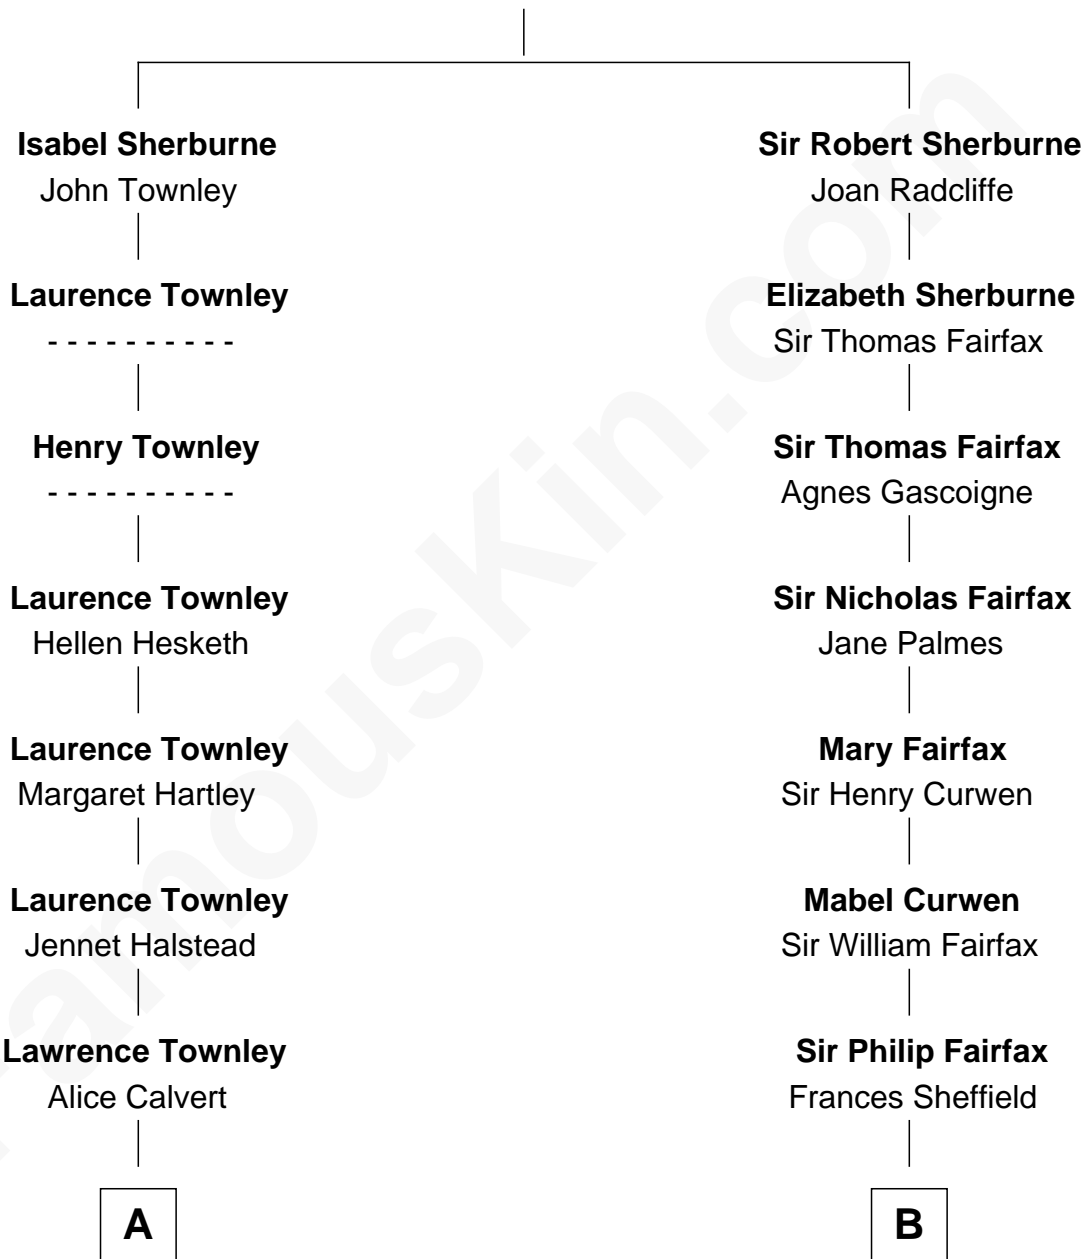 Isabel Sherburne
John Townley
Laurence Townley
- - - - - - - - - -
Henry Townley
- - - - - - - - - -
Laurence Townley
Hellen Hesketh
Laurence Townley
Margaret Hartley
Laurence Townley
Jennet Halstead
Lawrence Townley
Alice Calvert
A
Sir Robert Sherburne
Joan Radcliffe
Elizabeth Sherburne
Sir Thomas Fairfax
Sir Thomas Fairfax
Agnes Gascoigne
Sir Nicholas Fairfax
Jane Palmes
Mary Fairfax
Sir Henry Curwen
Mabel Curwen
Sir William Fairfax
Sir Philip Fairfax
Frances Sheffield
B
FamousKin.com